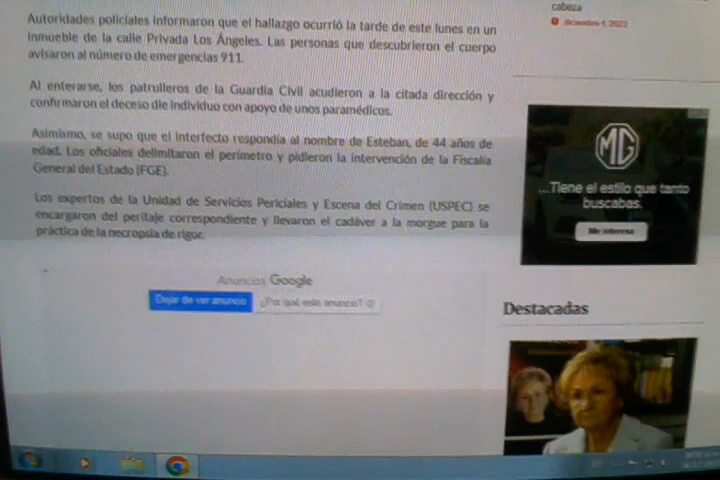 Autoridades policiales informaron que el hallazgo ocurrió la tarde de este lunes en un
inmueble de la calle Privada Los Ángeles. Las personas que descubrieron el cuerpo
avisaron al número de emergencias 911.
Al enterarse, los patrulleros de la Guardia Civil acudieron a la citada dirección y
confirmaron el deceso dle individuo con apoyo de unos paramédicos.
Asimismo, se supo que el interfecto respondía al nombre de Esteban, de 44 años de
edad. Los oficiales delimitaron el perímetro y pidieron la intervención de la Fiscalía
General del Estado (FGE).
Los expertos de la Unidad de Servicios Periciales y Escena del Crimen (USPEC) se
encargaron del peritaje correspondiente y llevaron el cadáver a la morgue para la
práctica de la necropsia de rigor.
Anuncios Google
Dejar de ver anuncio
¿Por qué este anuncio?
cabeza
diciembre 4, 2023
MG
...Tiene el estilo que tanto
buscabas.
Me interesa
Destacadas